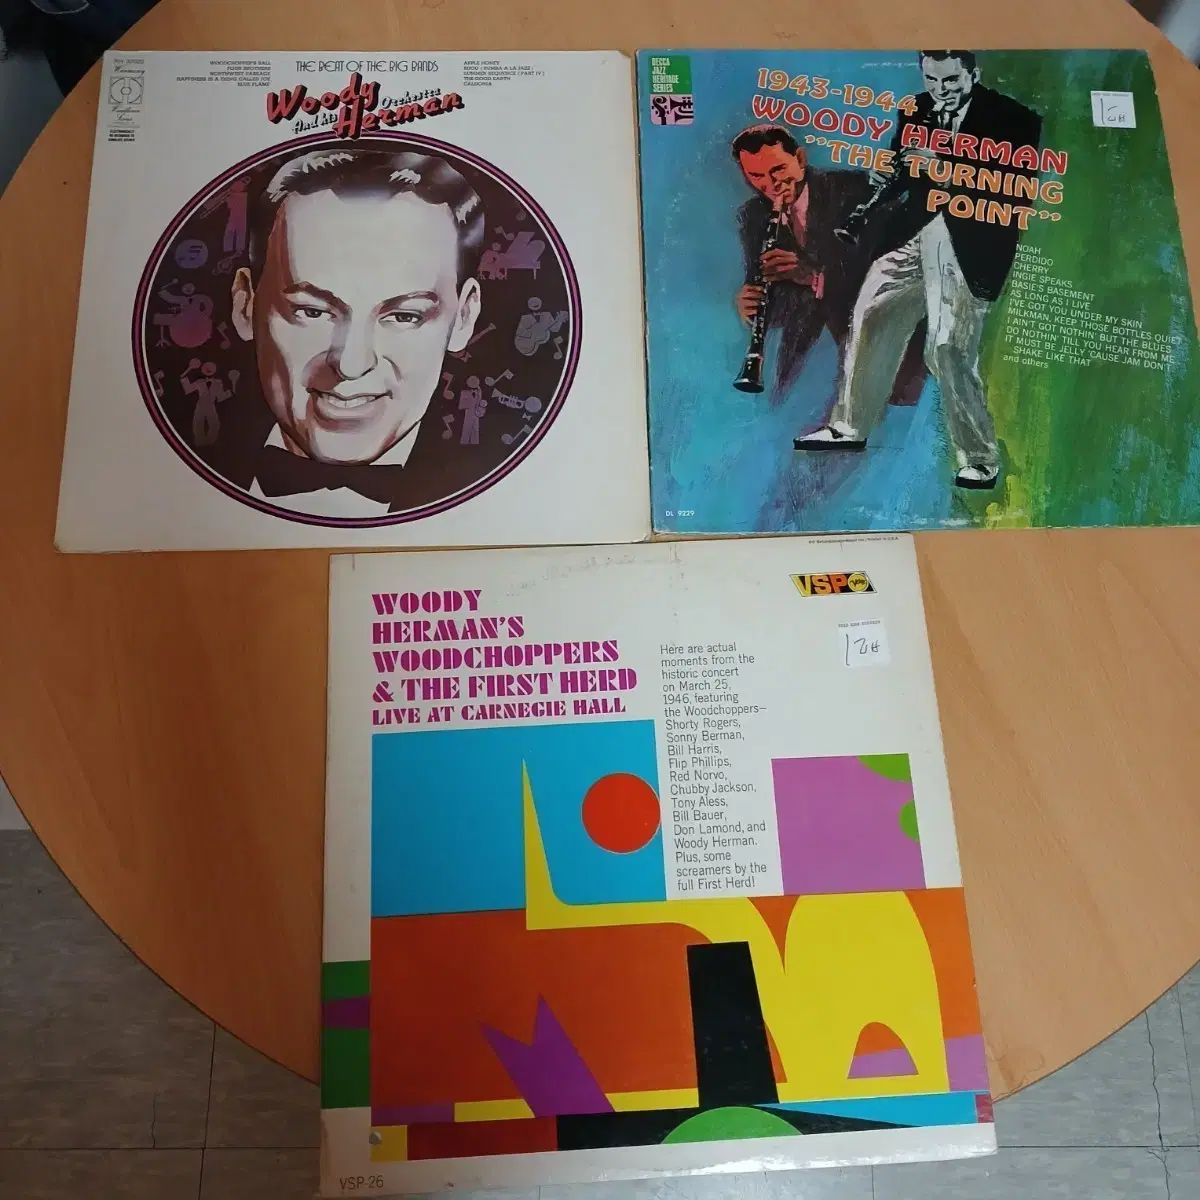 Harmony
WOODCHOPPER'S BALL
FOUR BROTHERS
NORTHWEST PASSAGE
HAPPINESS IS A THING CALLED JOE
BLUE FLAME
THE BEAT OF THE BIG BANDS
APPLE HONEY
BIJOU (RUMBA A LA JAZZ)
SUMMER SEQUENCE (PART IV)
THE GOOD EARTH
CALDONIA
Woody
And his Orchestra
Herman
DECCA
JAZZ
HERITAGE
SERIES
1943-1944
WOODY HERMAN
"THE TURNING
POINT"
NOAH
PERDIDO
CHERRY
INGIE SPEAKS
BASIE'S BASEMENT
AS LONG AS I LIVE
I'VE GOT YOU UNDER MY SKIN
MILKMAN, KEEP THOSE BOTTLES QUIET
I AIN'T GOT NOTHIN' BUT THE BLUES
DO NOTHIN' TILL YOU HEAR FROM ME
IT MUST BE JELLY 'CAUSE JAM DON'T
SHAKE LIKE THAT
and others
DL 9229
VSP
WOODY
HERMAN'S
WOODCHOPPERS
& THE FIRST HERD
LIVE AT CARNEGIE HALL
Here are actual
moments from the
historic concert
on March 25,
1946, featuring
the Woodchoppers—
Shorty Rogers,
Sonny Berman,
Bill Harris,
Flip Phillips,
Red Norvo,
Chubby Jackson,
Tony Aless,
Bill Bauer,
Don Lamond, and
Woody Herman.
Plus, some
screamers by the
full First Herd!
VSP-26